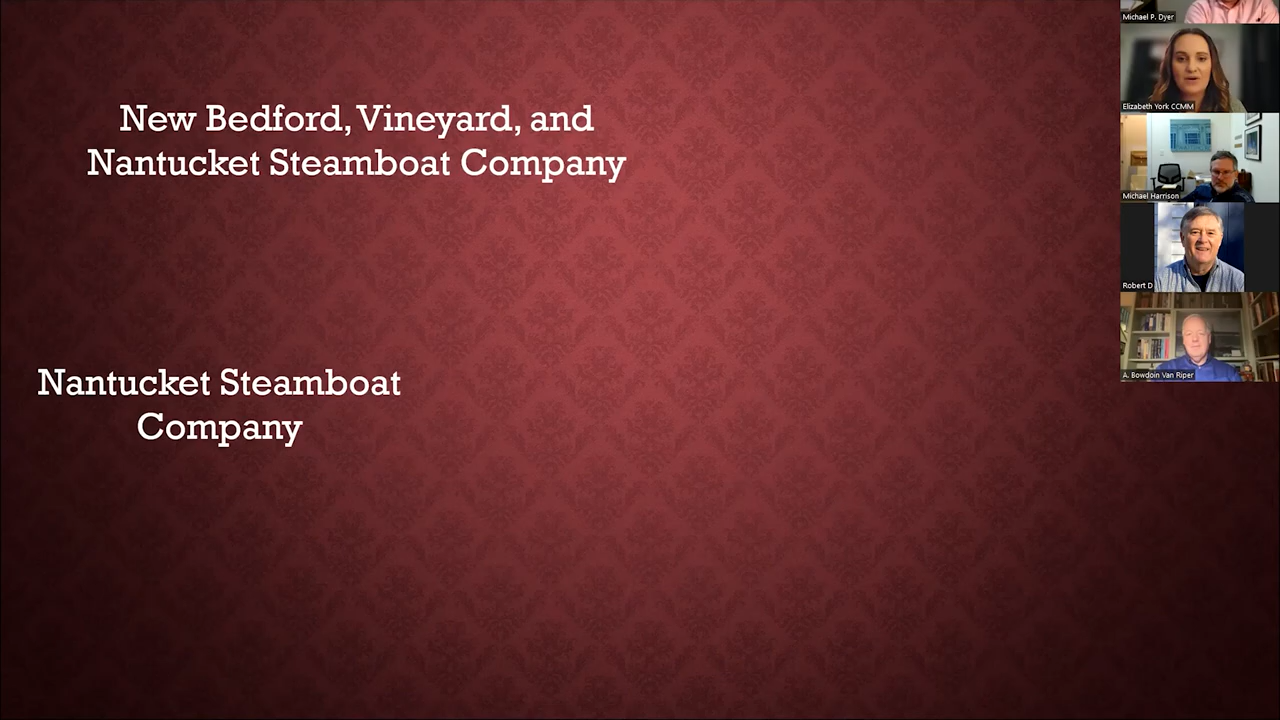 New Bedford, Vineyard, and
Nantucket Steamboat Company
Nantucket Steamboat
Company
Michael P. Dyer
Elizabeth York CCMM
Michael Harrison
Robert D
A. Bowdoin Van Riper